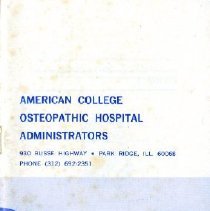 AMERICAN COLLEGE
OSTEOPATHIC HOSPITAL
ADMINISTRATORS
930 BUSSE HIGHWAY • PARK RIDGE, ILL. 60068
PHONE (312) 692-2351